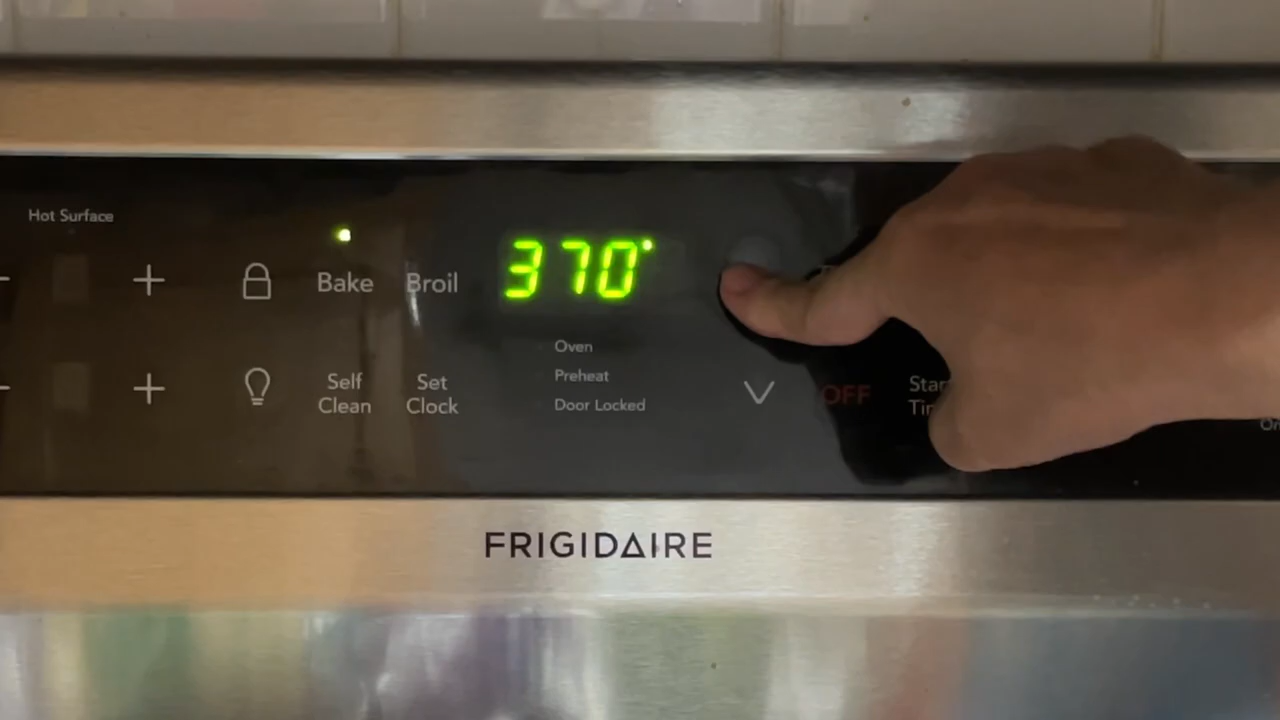 Hot Surface
370°
Bake
Broil
Oven
Preheat
Door Locked
Self
Clean
Set
Clock
OFF
FRIGIDAIRE